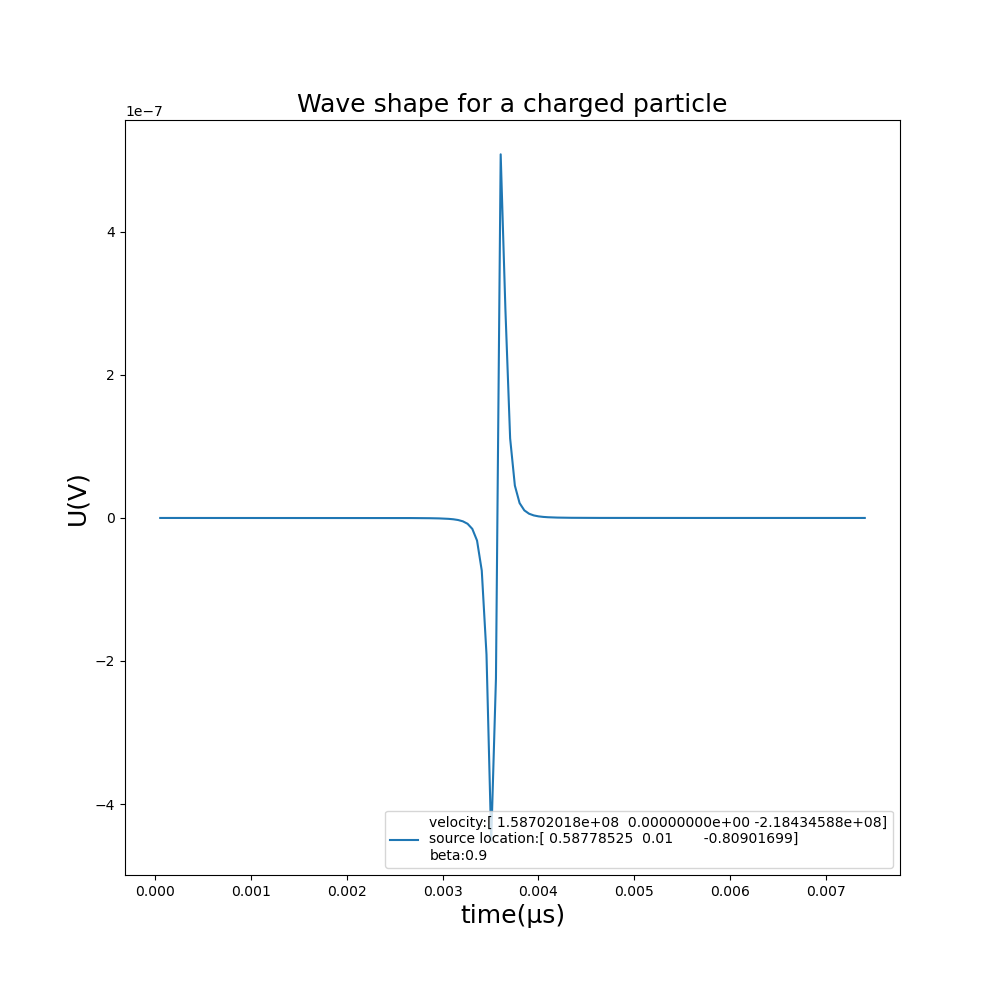 Wave shape for a charged particle
1e−7
4
2
0
−2
−4
U(V)
velocity:[ 1.58702018e+08  0.00000000e+00 -2.18434588e+08]
source location:[ 0.58778525  0.01       -0.80901699]
beta:0.9
0.000 0.001 0.002 0.003 0.004 0.005 0.006 0.007
time(µs)